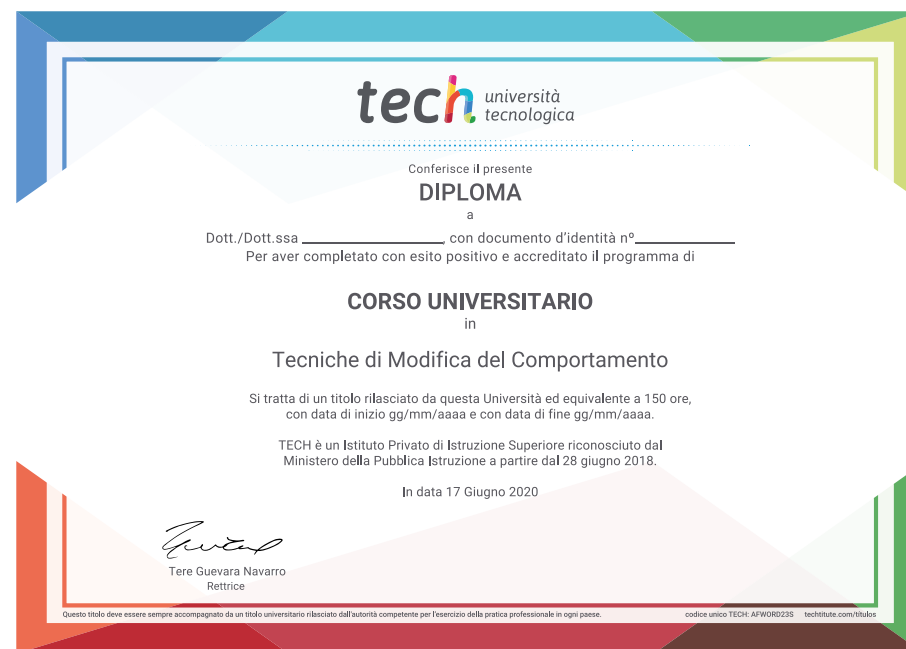 tech università
tecnologica
Conferisce il presente
DIPLOMA
a
Dott./Dott.ssa ____________________, con documento d'identità nº______________
Per aver completato con esito positivo e accreditato il programma di
CORSO UNIVERSITARIO
in
Tecniche di Modifica del Comportamento
Si tratta di un titolo rilasciato da questa Università ed equivalente a 150 ore,
con data di inizio gg/mm/aaaa e con data di fine gg/mm/aaaa.
TECH è un Istituto Privato di Istruzione Superiore riconosciuto dal
Ministero della Pubblica Istruzione a partire dal 28 giugno 2018.
In data 17 Giugno 2020
Tere Guevara Navarro
Rettrice
Questo titolo deve essere sempre accompagnato da un titolo universitario rilasciato dall'autorità competente per l'esercizio della pratica professionale in ogni paese. codice unico TECH: AFWORD23S techtitute.com/titulos